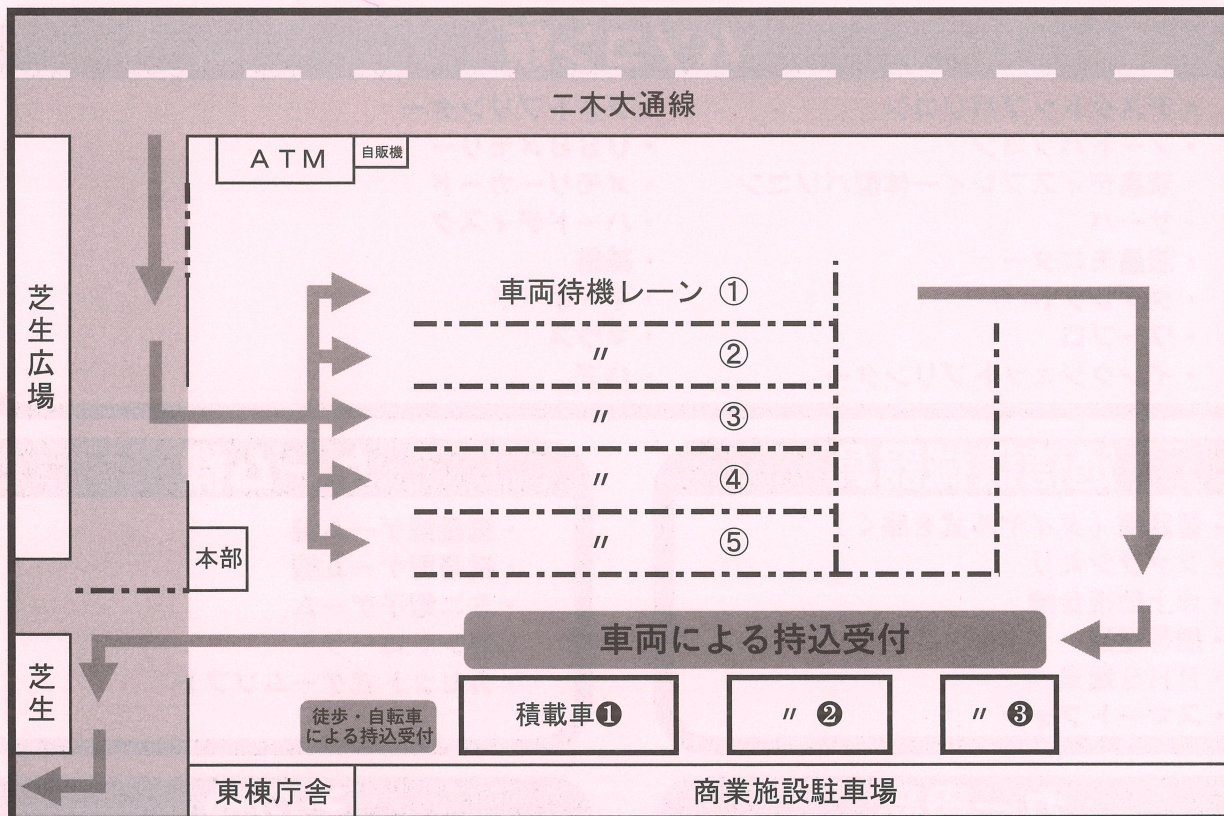 二木大通線
ATM
自販機
芝生広場
車両待機レーン ①
〃 ②
〃 ③
〃 ④
〃 ⑤
本部
車両による持込受付
芝生
徒歩・自転車
による持込受付
積載車❶
〃 ❷
〃 ❸
東棟庁舎
商業施設駐車場